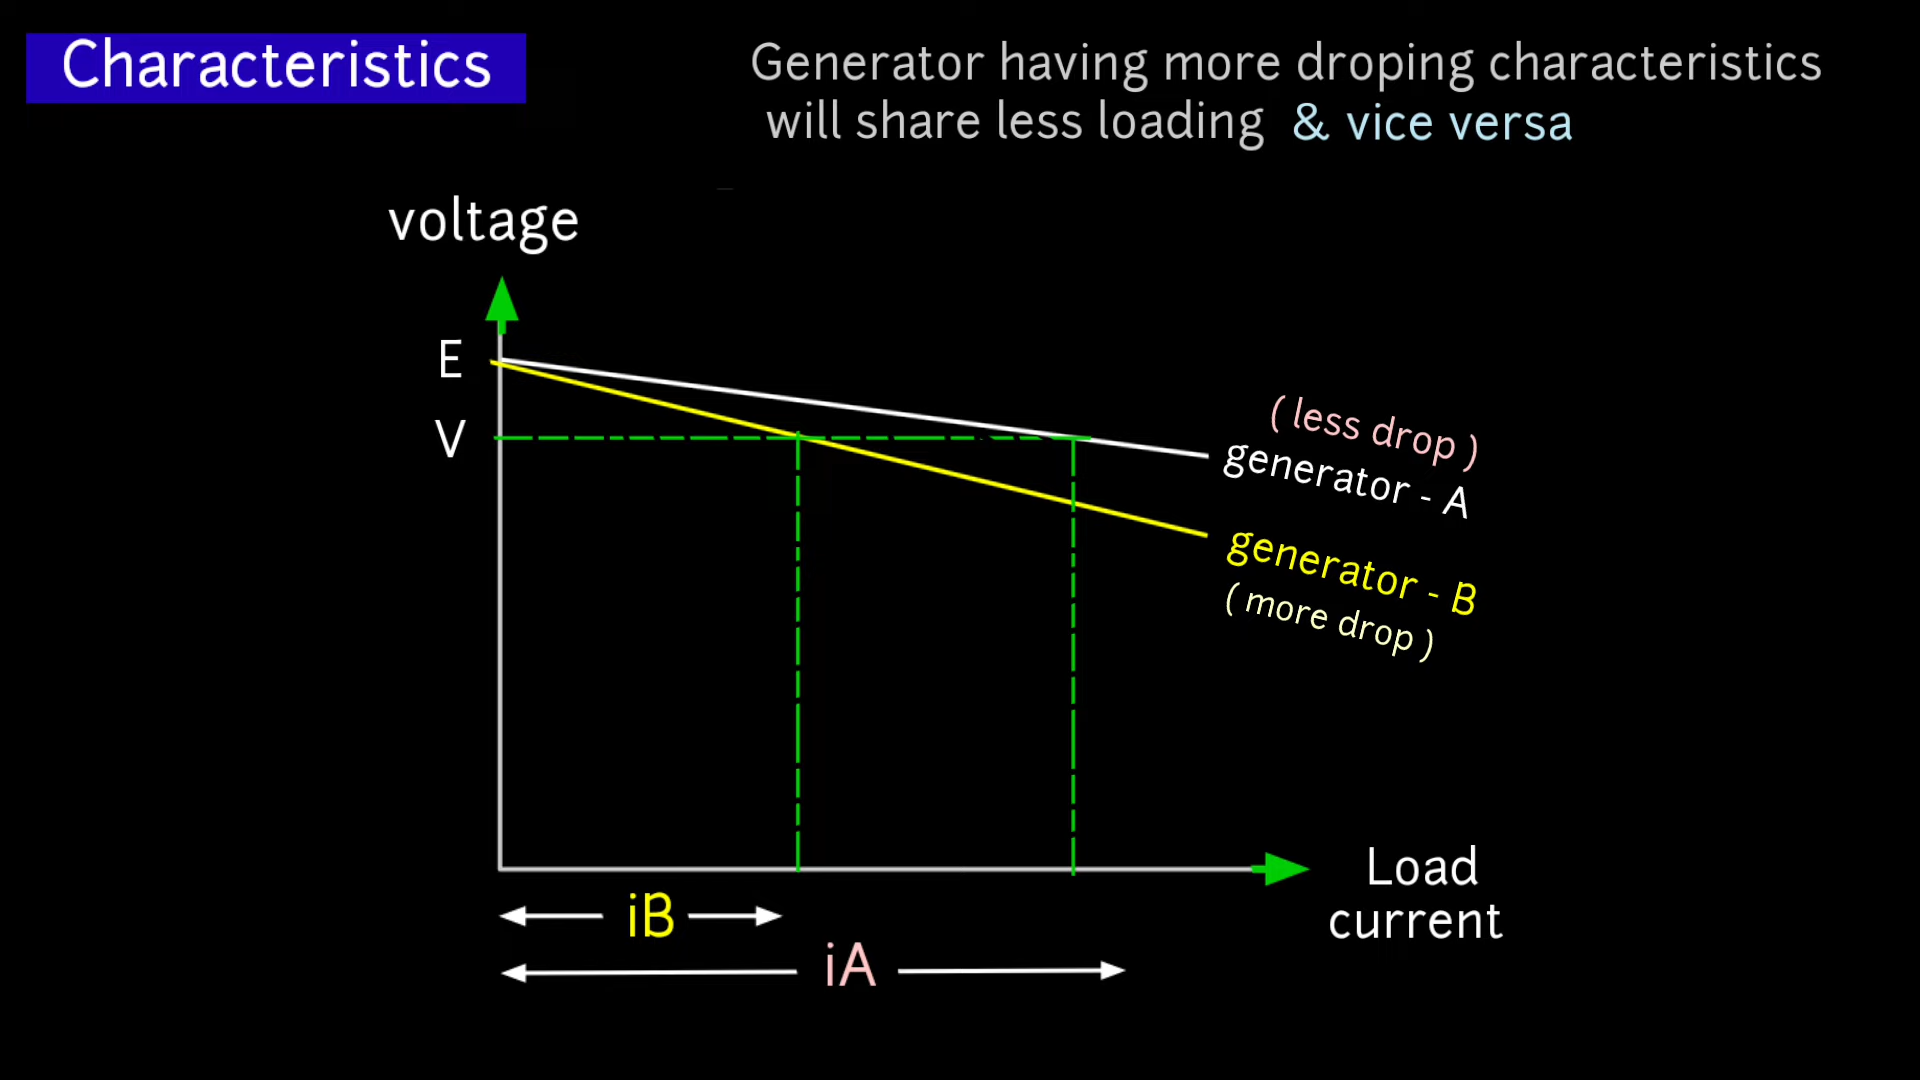 Characteristics
Generator having more droping characteristics
will share less loading & vice versa
voltage
E
V
( less drop )
generator - A
generator - B
( more drop )
Load
current
iB
iA